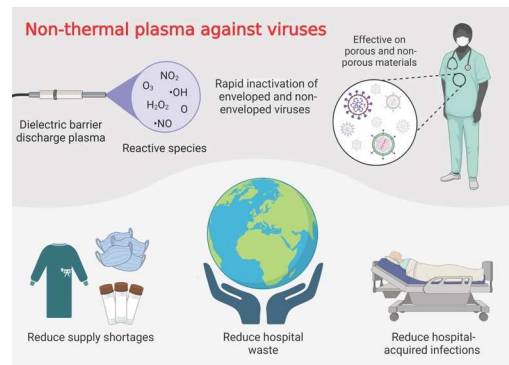 Non-thermal plasma against viruses
Effective on
porous and non-
porous materials
NO₂
O₃
•OH
H₂O₂
O
•NO
Rapid inactivation of
enveloped and non-
enveloped viruses
Dielectric barrier
discharge plasma
Reactive species
Reduce supply shortages
Reduce hospital
waste
Reduce hospital-
acquired infections